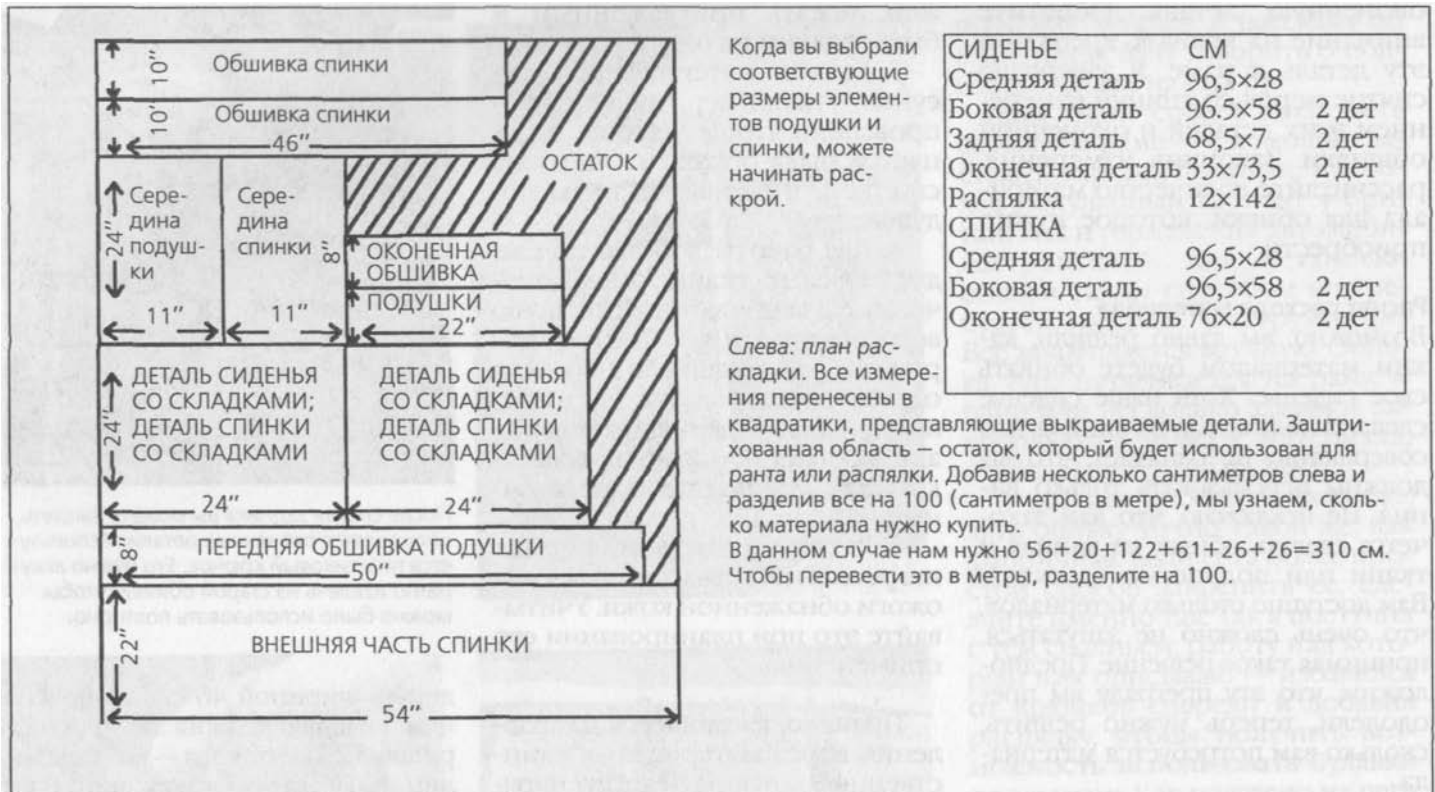 10″
Обшивка спинки
10″
Обшивка спинки
46″
ОСТАТОК
24″
Сере-
дина
подуш-
ки
Сере-
дина
спинки
8″
ОКОНЕЧНАЯ
ОБШИВКА
ПОДУШКИ
11″
11″
22″
24″
ДЕТАЛЬ СИДЕНЬЯ
СО СКЛАДКАМИ;
ДЕТАЛЬ СПИНКИ
СО СКЛАДКАМИ
ДЕТАЛЬ СИДЕНЬЯ
СО СКЛАДКАМИ;
ДЕТАЛЬ СПИНКИ
СО СКЛАДКАМИ
24″
24″
8″
ПЕРЕДНЯЯ ОБШИВКА ПОДУШКИ
50″
22″
ВНЕШНЯЯ ЧАСТЬ СПИНКИ
54″
Когда вы выбрали
соответствующие
размеры элемен-
тов подушки и
спинки, можете
начинать рас-
крой.
Слева: план рас-
кладки. Все измере-
ния перенесены в
квадратики, представляющие выкраиваемые детали. Заштри-
хованная область — остаток, который будет использован для
ранта или распялки. Добавив несколько сантиметров и
разделив все на 100 (сантиметров в метре), мы узнаем, сколь-
ко материала нужно купить.
В данном случае нам нужно 56+20+122+61+26+26=310 см.
Чтобы перевести это в метры, разделите на 100.
СИДЕНЬЕ СМ
Средняя деталь 96,5×28
Боковая деталь 96.5×58 2 дет
Задняя деталь 68,5×7 2 дет
Оконечная деталь 33×73,5 2 дет
Распялка 12×142
СПИНКА
Средняя деталь 96,5×28
Боковая деталь 96.5×58 2 дет
Оконечная деталь 76×20 2 дет